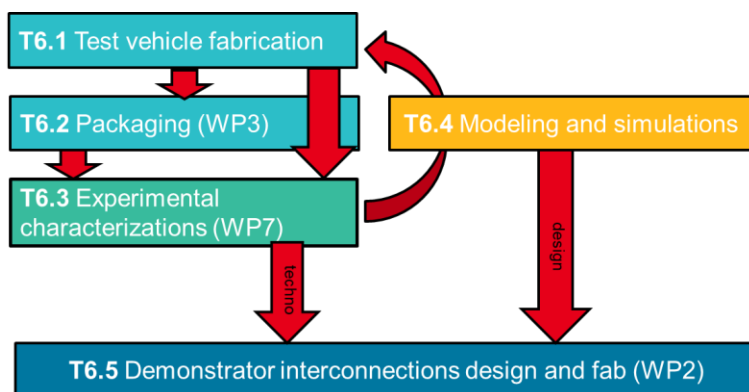 T6.1 Test vehicle fabrication
T6.2 Packaging (WP3)
T6.4 Modeling and simulations
T6.3 Experimental
characterizations (WP7)
techno
design
T6.5 Demonstrator interconnections design and fab (WP2)